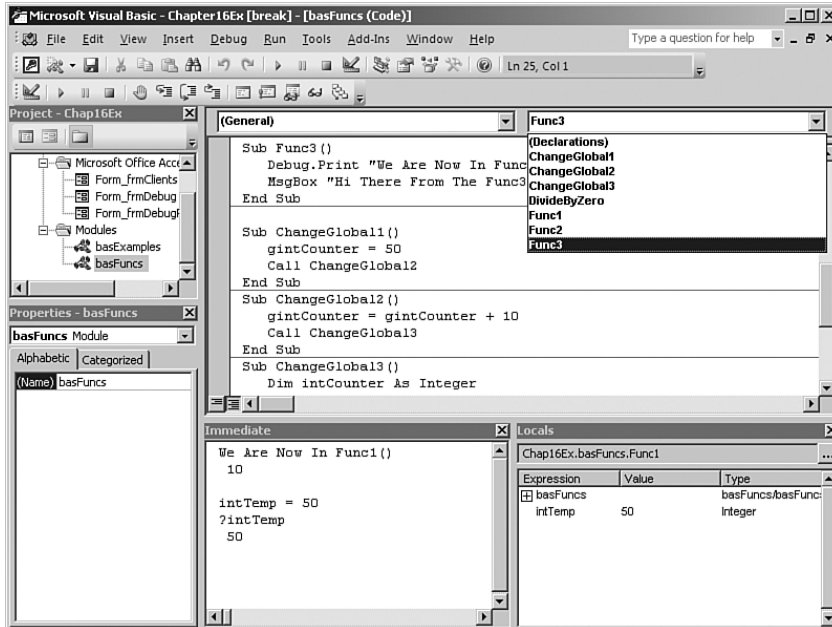 Microsoft Visual Basic - Chapter16Ex [break] - [basFuncs (Code)]
File Edit View Insert Debug Run Tools Add-Ins Window Help
Type a question for help
Ln 25, Col 1
Project - Chap16Ex
Microsoft Office Acce
Form_frmClients
Form_frmDebug
Form_frmDebugF
Modules
basExamples
basFuncs
Properties - basFuncs
basFuncs Module
Alphabetic Categorized
(Name) basFuncs
(General)
Func3
(Declarations)
ChangeGlobal1
ChangeGlobal2
ChangeGlobal3
DivideByZero
Func1
Func2
Func3
Sub Func3()
Debug.Print "We Are Now In Func
MsgBox "Hi There From The Func3
End Sub
Sub ChangeGlobal1()
gintCounter = 50
Call ChangeGlobal2
End Sub
Sub ChangeGlobal2()
gintCounter = gintCounter + 10
Call ChangeGlobal3
End Sub
Sub ChangeGlobal3()
Dim intCounter As Integer
Immediate
We Are Now In Func1()
10
intTemp = 50
?intTemp
50
Locals
Chap16Ex.basFuncs.Func1
...
Expression Value Type
basFuncs basFuncs/basFunc
intTemp 50 Integer